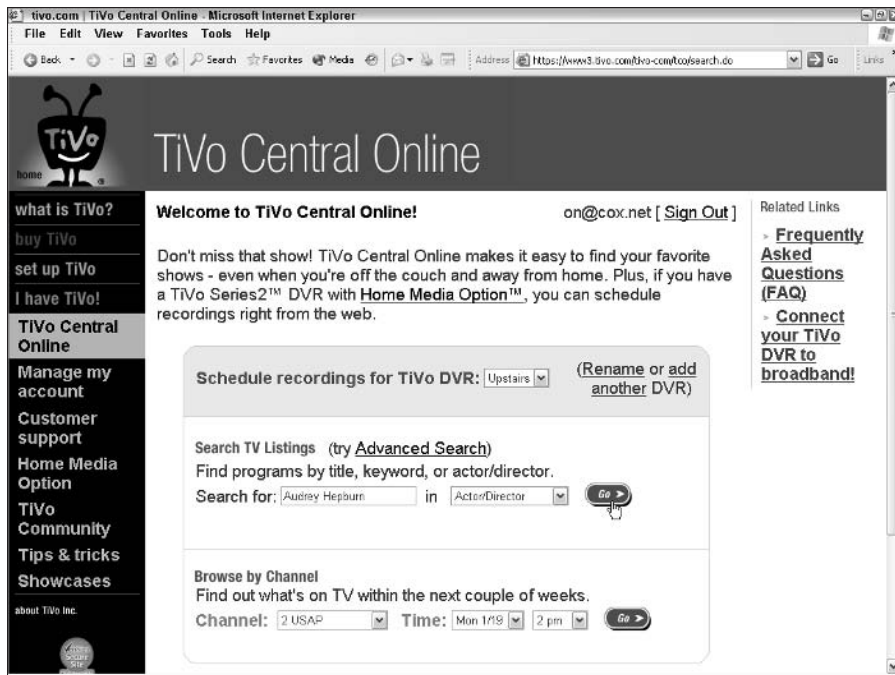 tivo.com | TiVo Central Online - Microsoft Internet Explorer
File Edit View Favorites Tools Help
Back Search Favorites Media Address https://www3.tivo.com/tivo-com/tco/search.do Go Links
TiVo
home
TiVo Central Online
what is TiVo?
buy TiVo
set up TiVo
I have TiVo!
TiVo Central
Online
Manage my
account
Customer
support
Home Media
Option
TiVo
Community
Tips & tricks
Showcases
about TiVo Inc.
Secure
Site
Welcome to TiVo Central Online! on@cox.net [ Sign Out ]
Don't miss that show! TiVo Central Online makes it easy to find your favorite
shows - even when you're off the couch and away from home. Plus, if you have
a TiVo Series2™ DVR with Home Media Option™, you can schedule
recordings right from the web.
Schedule recordings for TiVo DVR: Upstairs (Rename or add
another DVR)
Search TV Listings (try Advanced Search)
Find programs by title, keyword, or actor/director.
Search for: Audrey Hepburn in Actor/Director Go >
Browse by Channel
Find out what's on TV within the next couple of weeks.
Channel: 2 USAP Time: Mon 1/19 2 pm Go >
Related Links
Frequently
Asked
Questions
(FAQ)
Connect
your TiVo
DVR to
broadband!